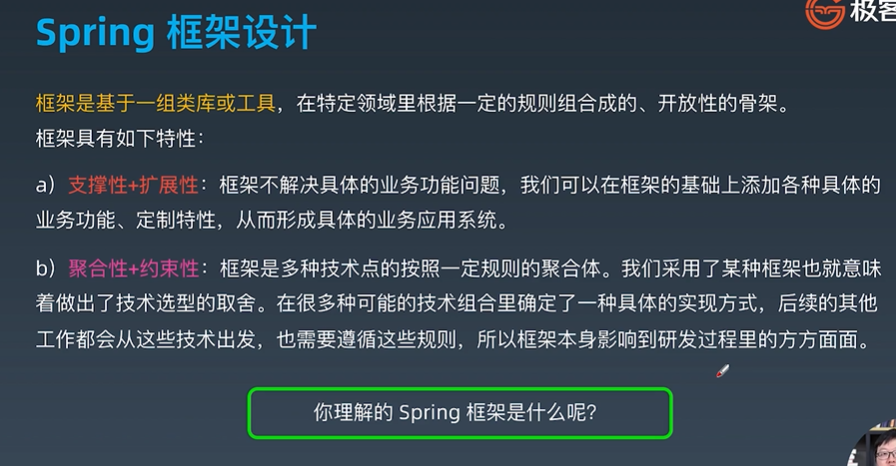 极客
Spring 框架设计
框架是基于一组类库或工具，在特定领域里根据一定的规则组合成的、开放性的骨架。
框架具有如下特性：
a）支撑性+扩展性：框架不解决具体的业务功能问题，我们可以在框架的基础上添加各种具体的
业务功能、定制特性，从而形成具体的业务应用系统。
b）聚合性+约束性：框架是多种技术点的按照一定规则的聚合体。我们采用了某种框架也就意味
着做出了技术选型的取舍。在很多种可能的技术组合里确定了一种具体的实现方式，后续的其他
工作都会从这些技术出发，也需要遵循这些规则，所以框架本身影响到研发过程里的方方面面。
你理解的 Spring 框架是什么呢？